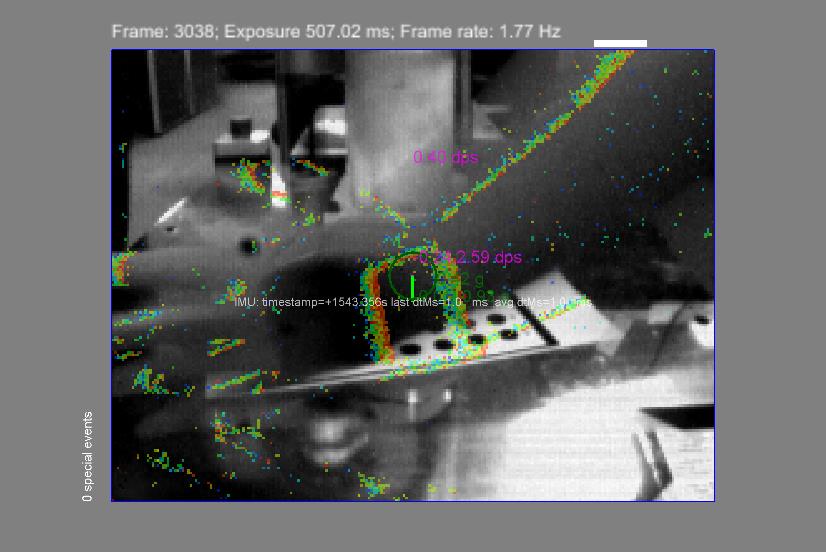 Frame: 3038; Exposure 507.02 ms; Frame rate: 1.77 Hz
0.40 dps
2.59 dps
IMU: timestamp=+1543.356s last dtMs=1.0 ms avg dtMs=1.0 ms
0 special events